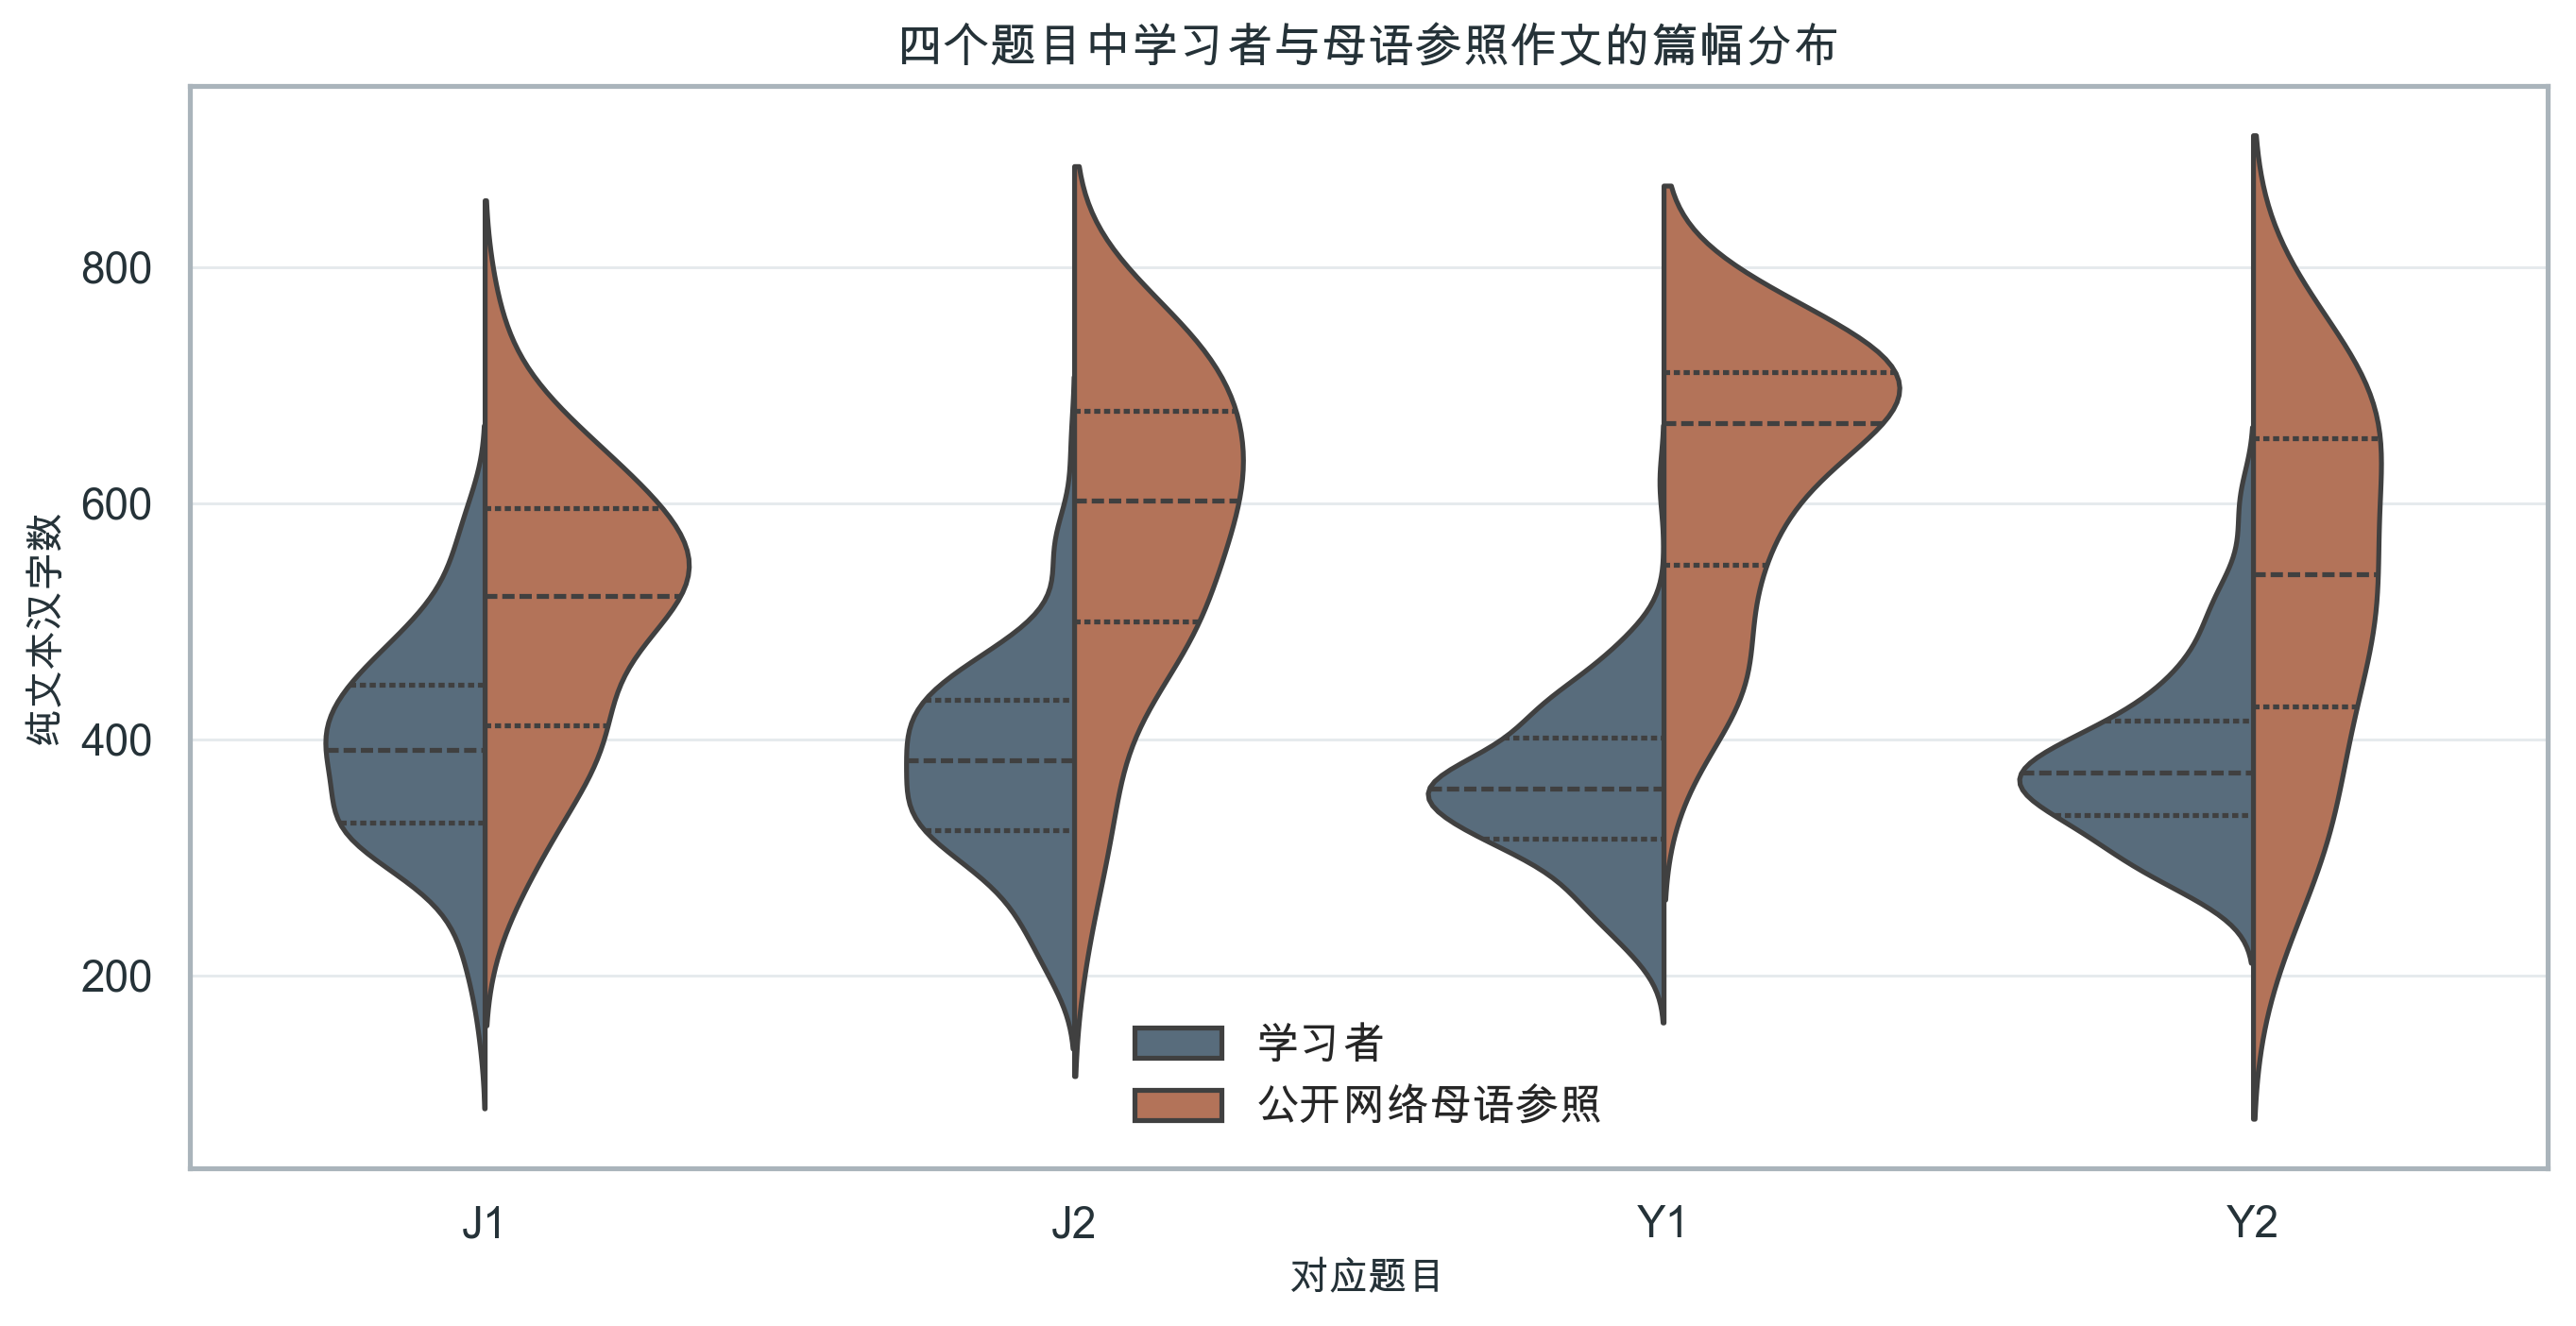 四个题目中学习者与母语参照作文的篇幅分布
纯文本汉字数
800
600
400
200
学习者
公开网络母语参照
J1
J2
Y1
Y2
对应题目